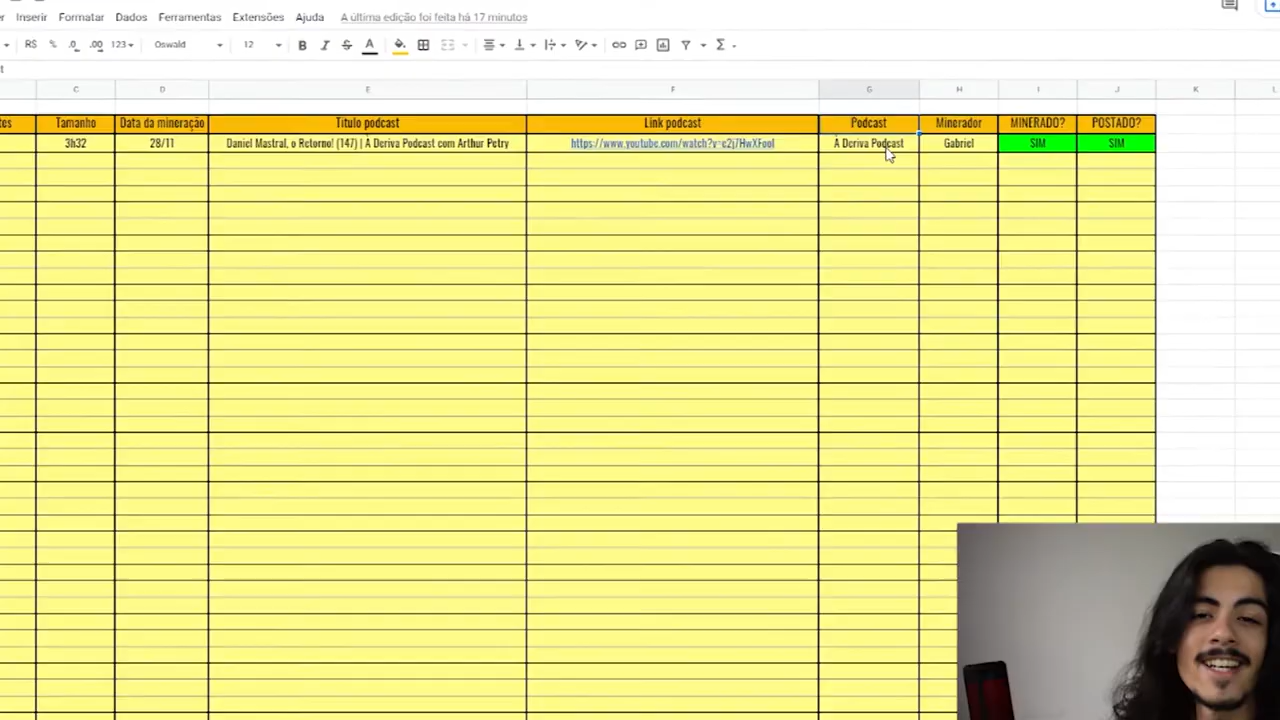 Inserir Formatar Dados Ferramentas Extensões Ajuda A última edição foi feita há 17 minutos
R$ % .0 .00 123 Oswald 12 B I S A
C D E F G H I J K L
Tamanho Data da mineração Titulo podcast Link podcast Podcast Minerador MINERADO? POSTADO?
3h32 28/11 Daniel Mastral, o Retorno! (147) | À Deriva Podcast com Arthur Petry À Deriva Podcast Gabriel SIM SIM